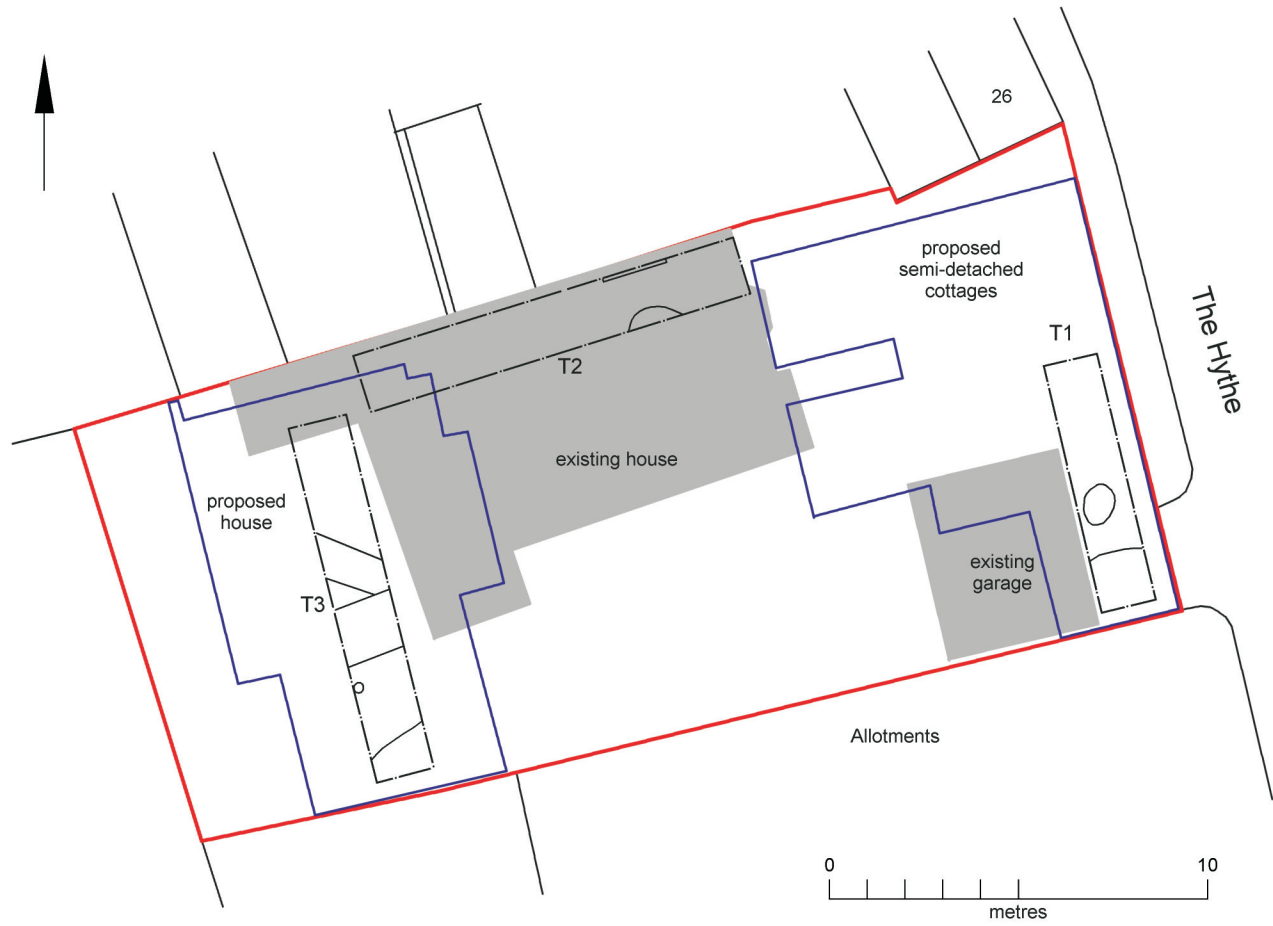 26
proposed
semi-detached
cottages
The Hythe
T1
T2
existing house
proposed
house
existing
garage
T3
Allotments
0 10
metres